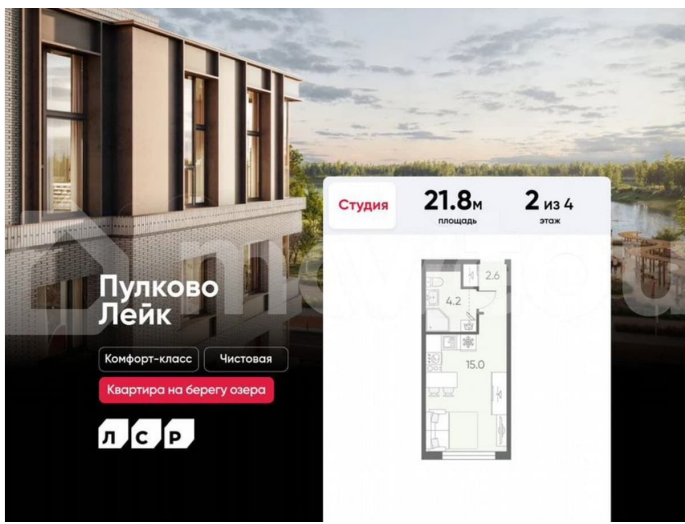 Студия
21.8м
площадь
2 из 4
этаж
2.6
4.2
15.0
Пулково
Лейк
Комфорт-класс
Чистовая
Квартира на берегу озера
ЛСР